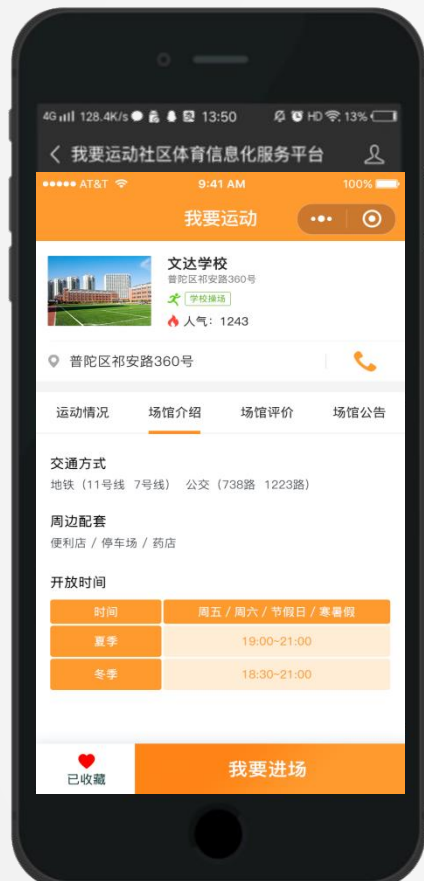 4G 128.4K/s 13:50 HD 13%
我要运动社区体育信息化服务平台
AT&T 9:41 AM 100%
我要运动
文达学校
普陀区祁安路360号
学校操场
人气：1243
普陀区祁安路360号
运动情况 场馆介绍 场馆评价 场馆公告
交通方式
地铁（11号线 7号线） 公交（738路 1223路）
周边配套
便利店 / 停车场 / 药店
开放时间
时间 周五 / 周六 / 节假日 / 寒暑假
夏季 19:00~21:00
冬季 18:30~21:00
已收藏 我要进场